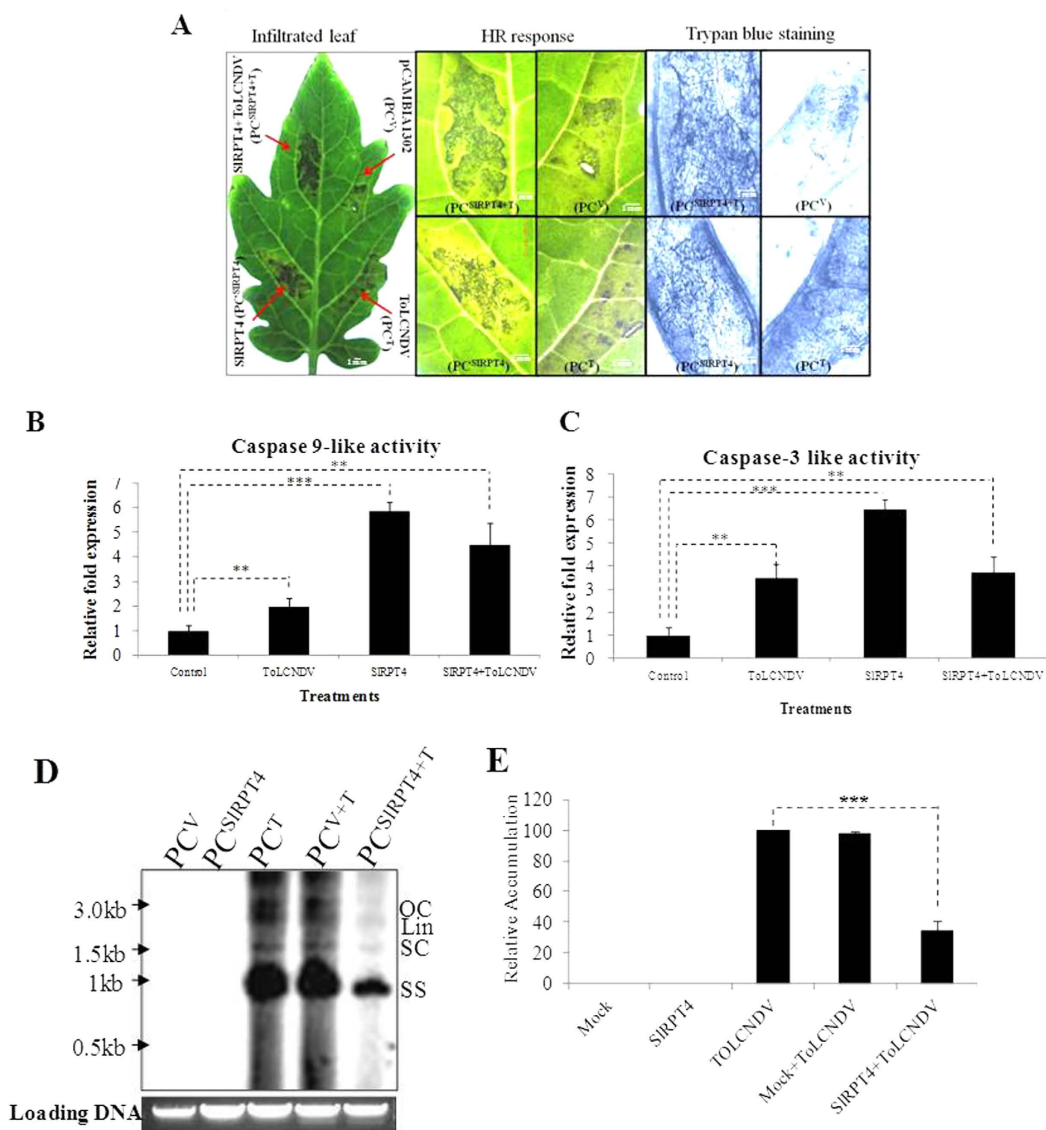 A
Infiltrated leaf
HR response
Trypan blue staining
SlRPT4+ToLCNDV
(PC^SlRPT4+T)
pCAMBIA1302
(PC^V)
SlRPT4 (PC^SlRPT4)
ToLCNDV
(PC^T)
1 mm
(PC^SlRPT4+T)
(PC^V)
1 mm
(PC^SlRPT4+T)
(PC^V)
(PC^SlRPT4)
(PC^T)
(PC^SlRPT4)
(PC^T)
B
Caspase 9-like activity
Relative fold expression
7
6
5
4
3
2
1
0
**
***
**
Control
ToLCNDV
SlRPT4
SlRPT4+ToLCNDV
Treatments
C
Caspase-3 like activity
Relative fold expression
8
7
6
5
4
3
2
1
0
**
***
**
Control
ToLCNDV
SlRPT4
SlRPT4+ToLCNDV
Treatments
D
PC^V
PC^SlRPT4
PC^T
PC^V+T
PC^SlRPT4+T
3.0kb
1.5kb
1kb
0.5kb
OC
Lin
SC
SS
Loading DNA
E
Relative Accumulation
120
100
80
60
40
20
0
***
Mock
SlRPT4
TOLCNDV
Mock+ToLCNDV
SlRPT4+ToLCNDV